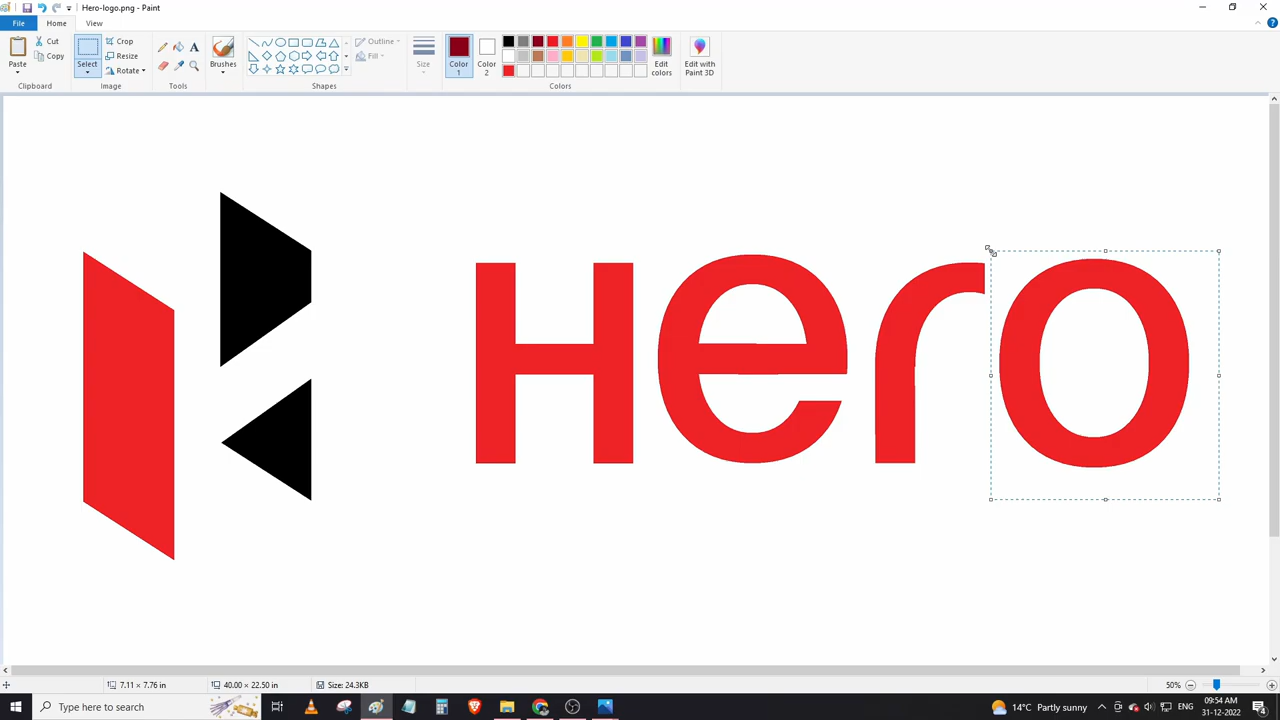 Hero-logo.png - Paint
File
Home
View
Paste
Cut
Copy
Clipboard
Select
Crop
Resize
Rotate
Image
A
Tools
Brushes
Shapes
Outline
Fill
Size
Color 1
Color 2
Colors
Edit colors
Edit with Paint 3D
Hero
7.11 × 7.76 in
40.00 × 22.50 in
Size: 24.3KB
50%
Type here to search
14°C Partly sunny
ENG
09:54 AM
31-12-2022